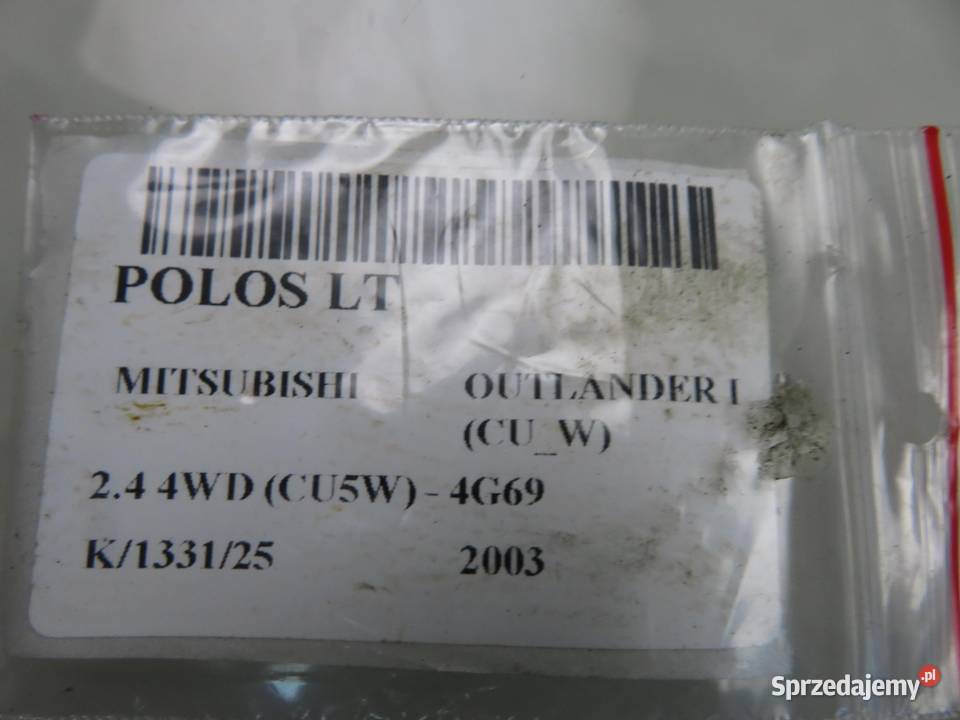 POLOS LT
MITSUBISHI OUTLANDER I
(CU_W)
2.4 4WD (CU5W) - 4G69
K/1331/25 2003
Sprzedajemy.pl